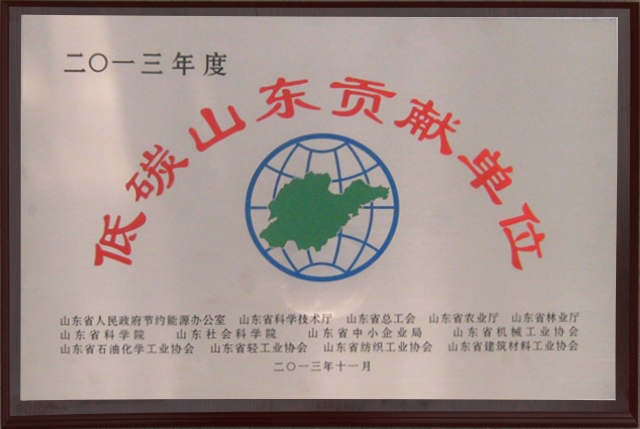 二〇一三年度
低碳山东贡献单位
山东省人民政府节约能源办公室 山东省科学技术厅 山东省总工会 山东省农业厅 山东省林业厅
山东省科学院 山东社会科学院 山东省中小企业局 山东省机械工业协会
山东省石油化学工业协会 山东省轻工业协会 山东省纺织工业协会 山东省建筑材料工业协会
二〇一三年十一月